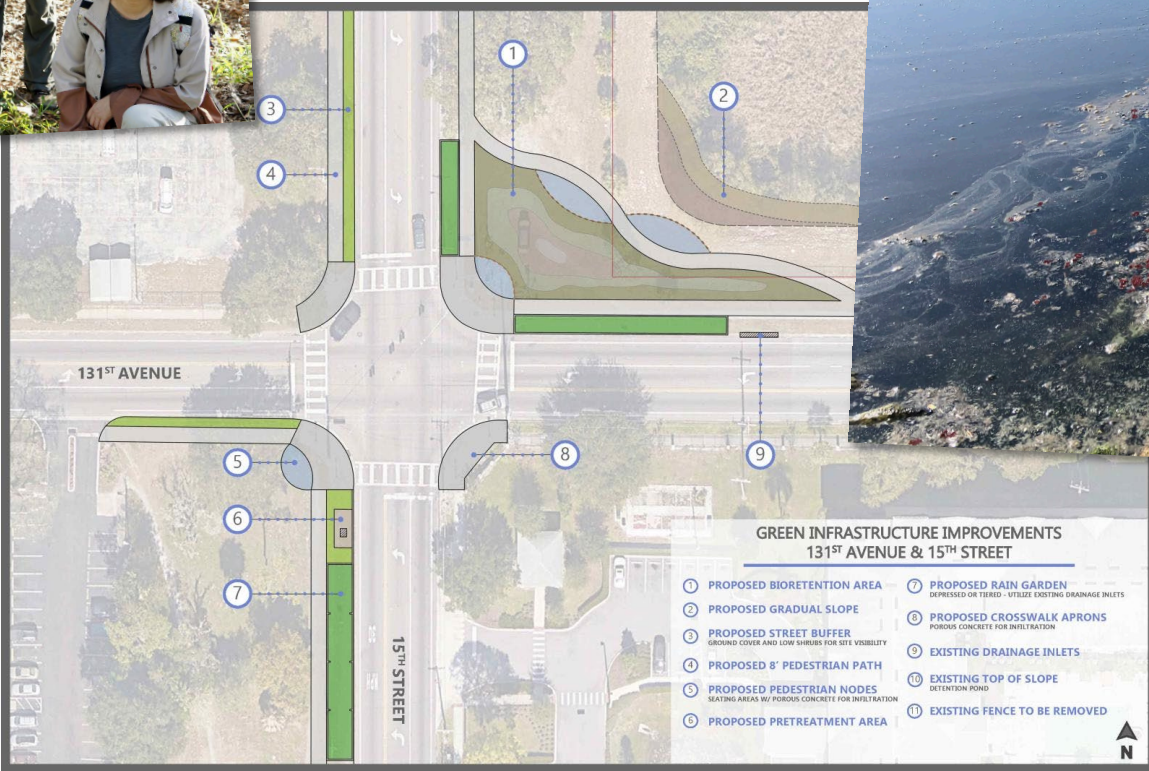 1
2
3
4
131ST AVENUE
5
8
9
6
7
15TH STREET
GREEN INFRASTRUCTURE IMPROVEMENTS
131ST AVENUE & 15TH STREET
1 PROPOSED BIORETENTION AREA
2 PROPOSED GRADUAL SLOPE
3 PROPOSED STREET BUFFER
GROUND COVER AND LOW SHRUBS FOR SITE VISIBILITY
4 PROPOSED 8' PEDESTRIAN PATH
5 PROPOSED PEDESTRIAN NODES
SEATING AREAS W/ POROUS CONCRETE FOR INFILTRATION
6 PROPOSED PRETREATMENT AREA
7 PROPOSED RAIN GARDEN
DEPRESSED OR TIERED - UTILIZE EXISTING DRAINAGE INLETS
8 PROPOSED CROSSWALK APRONS
POROUS CONCRETE FOR INFILTRATION
9 EXISTING DRAINAGE INLETS
10 EXISTING TOP OF SLOPE
DETENTION POND
11 EXISTING FENCE TO BE REMOVED
N